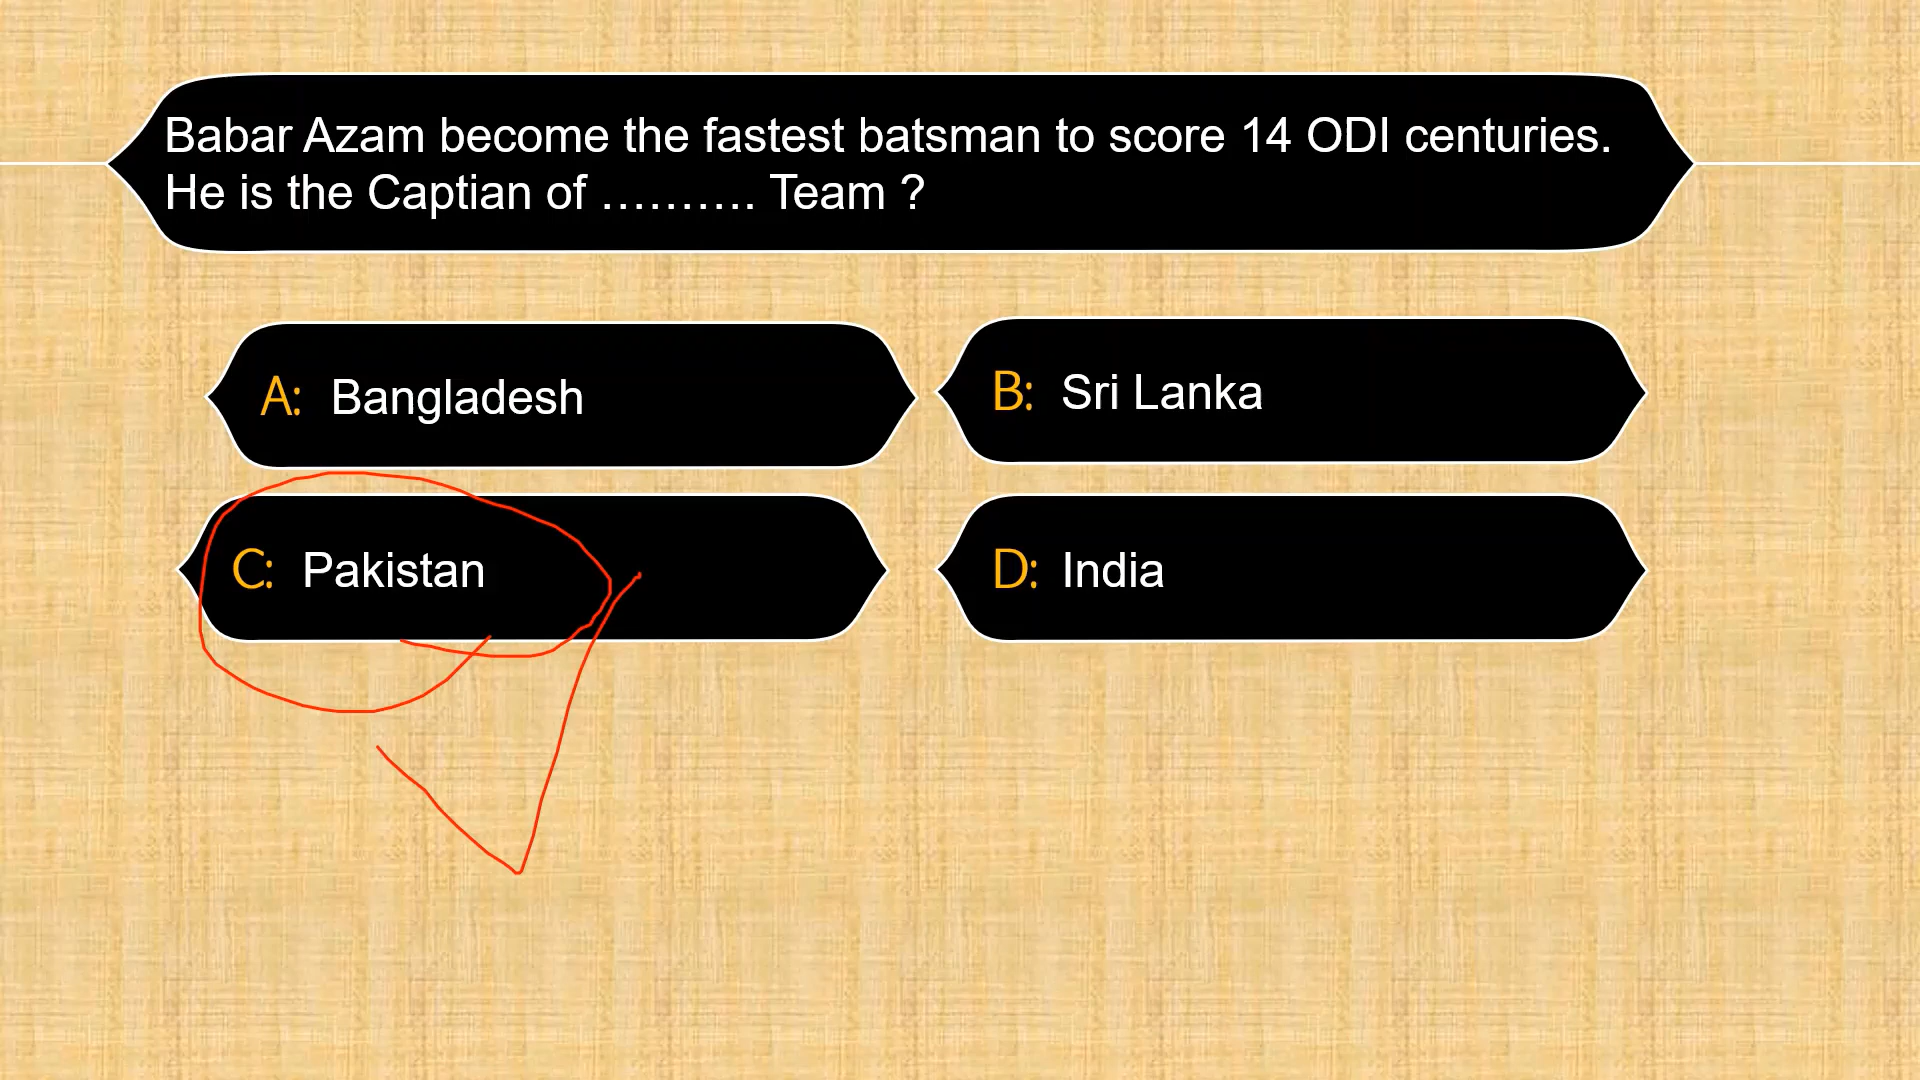 Babar Azam become the fastest batsman to score 14 ODI centuries.
He is the Captian of .......... Team ?
A: Bangladesh
B: Sri Lanka
C: Pakistan
D: India